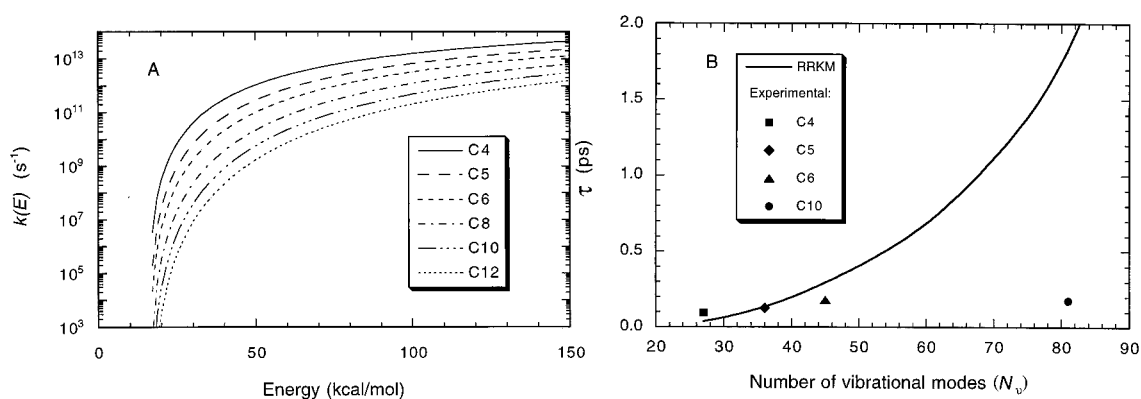 A
k(E) (s⁻¹)
10¹³
10¹¹
10⁹
10⁷
10⁵
10³
0 50 100 150
Energy (kcal/mol)
C4
C5
C6
C8
C10
C12
B
τ (ps)
2.0
1.5
1.0
0.5
0.0
20 30 40 50 60 70 80 90
Number of vibrational modes (Nᵥ)
RRKM
Experimental:
C4
C5
C6
C10